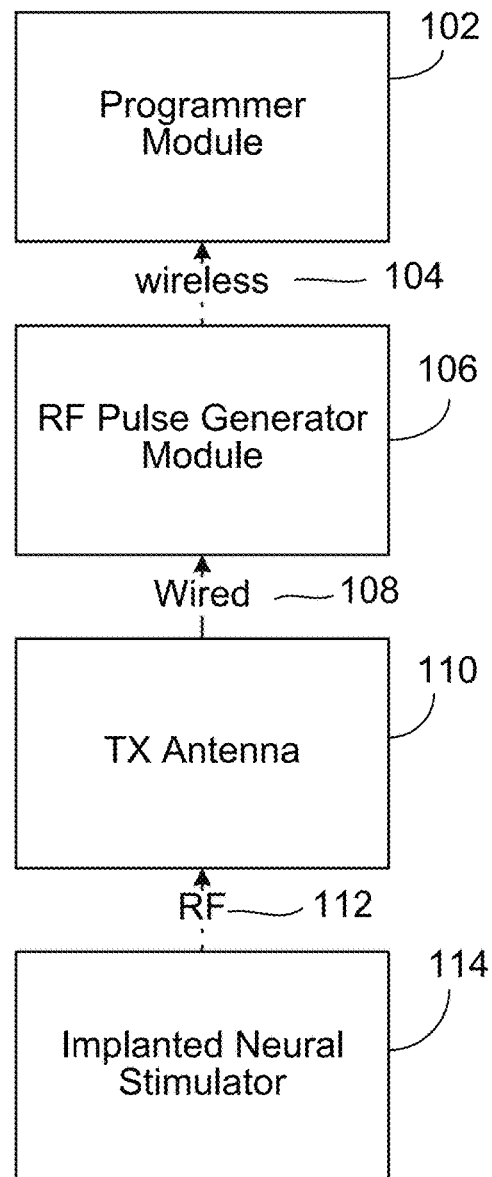 102
Programmer
Module
wireless 104
106
RF Pulse Generator
Module
Wired 108
110
TX Antenna
RF 112
114
Implanted Neural
Stimulator